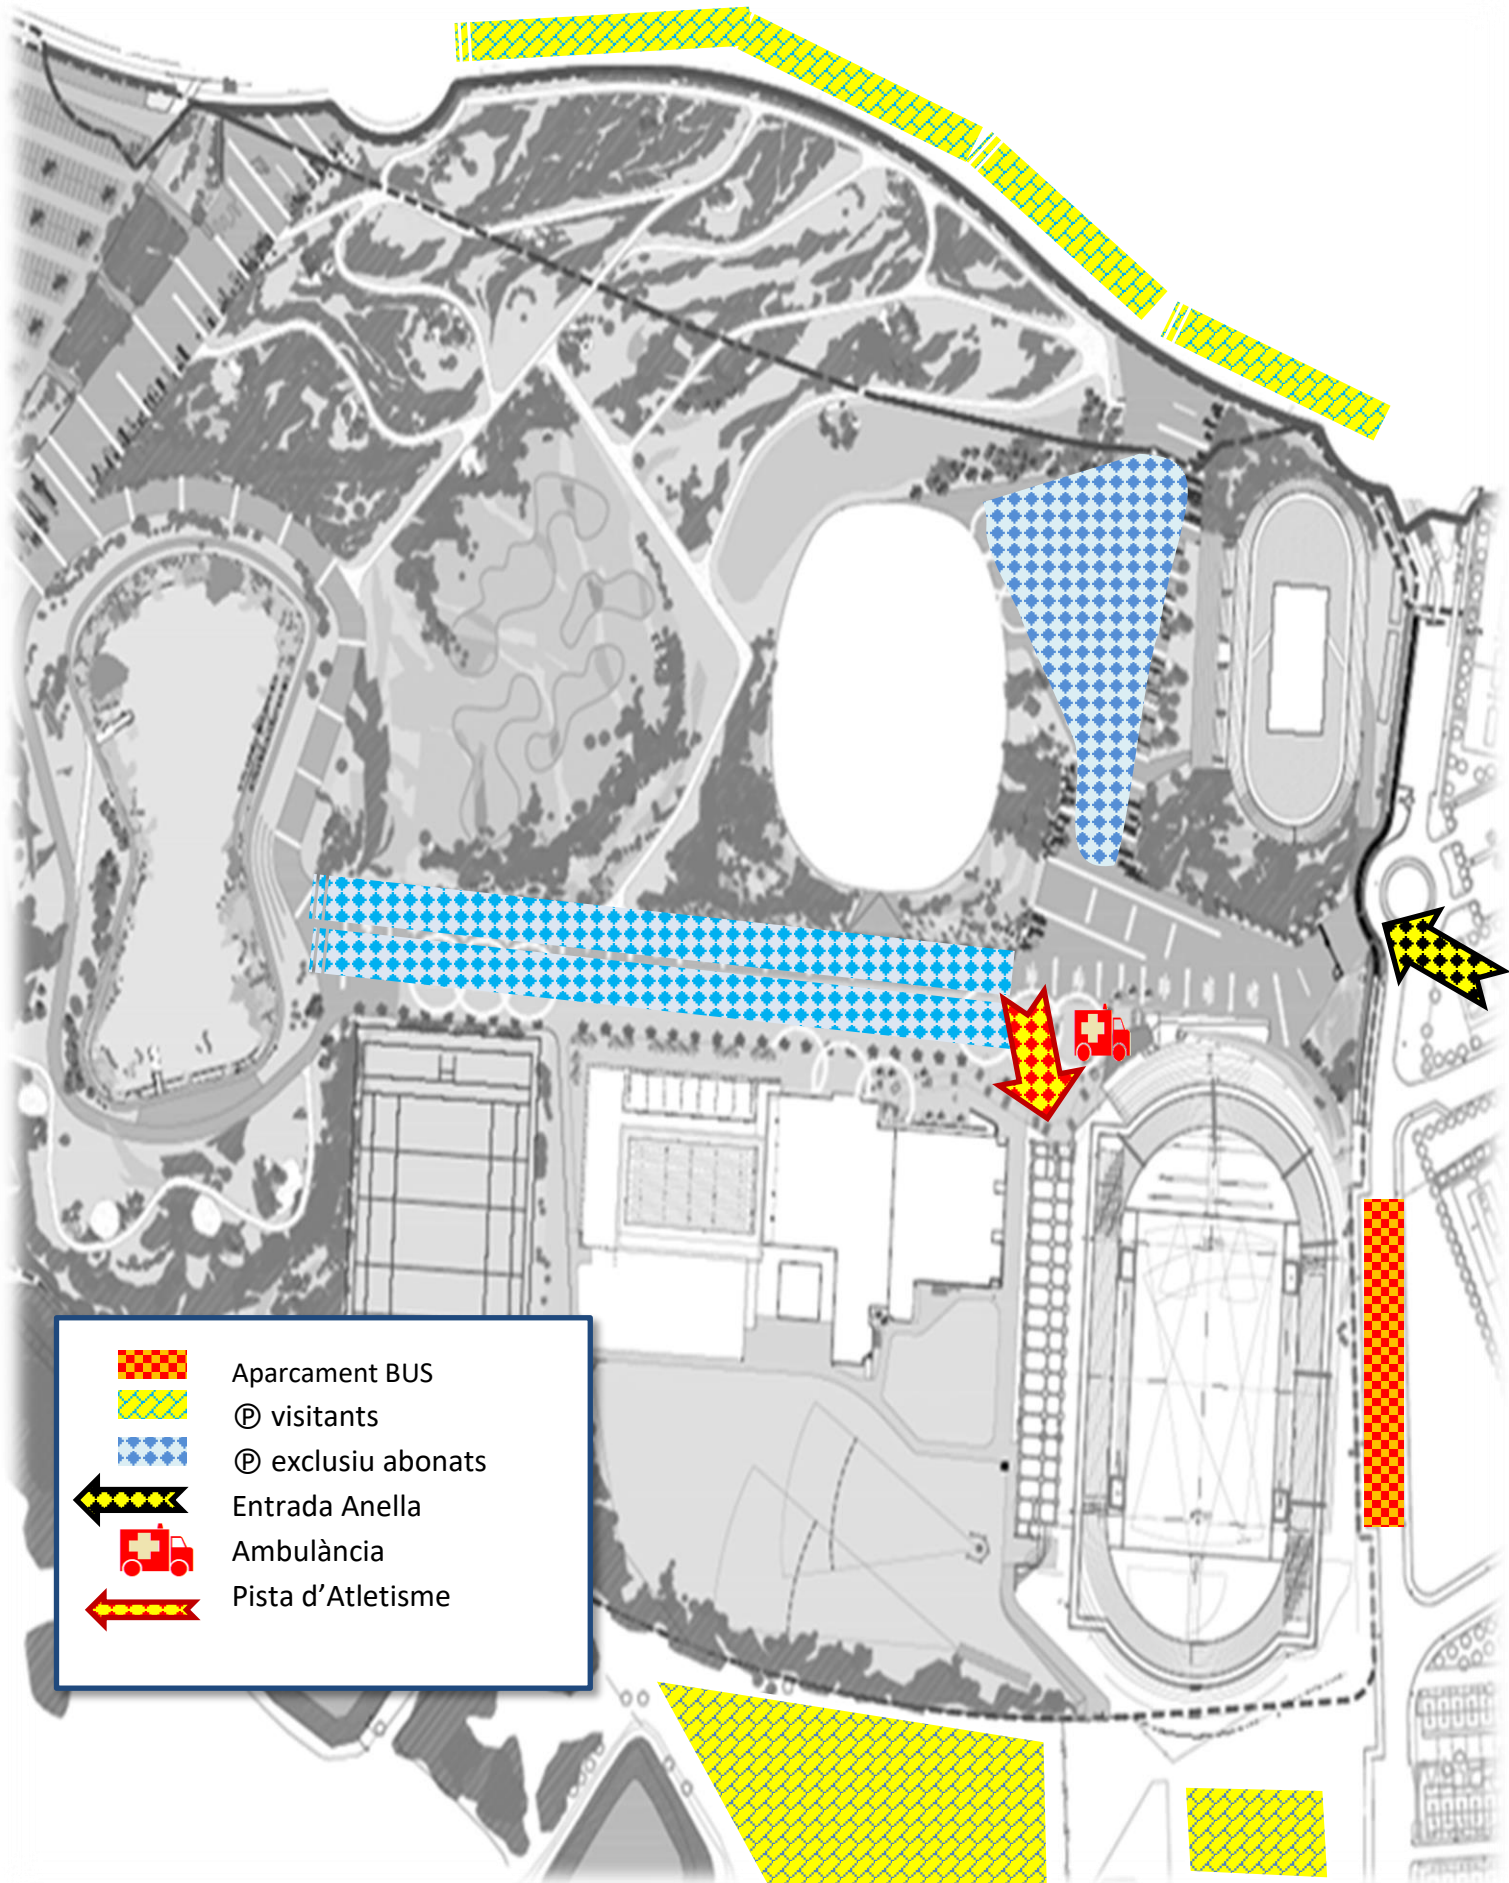 Aparcament BUS
Ⓟ visitants
Ⓟ exclusiu abonats
Entrada Anella
Ambulància
Pista d’Atletisme